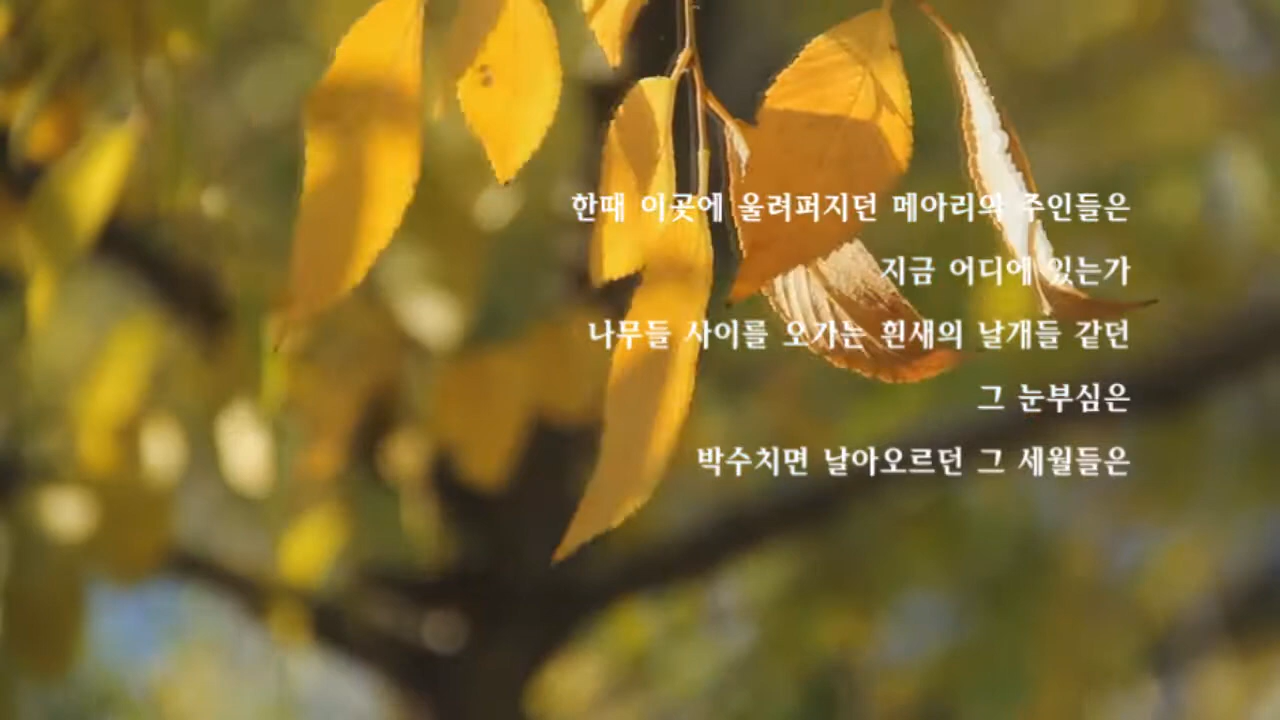 한때 이곳에 울려퍼지던 메아리와 주인들은
지금 어디에 있는가
나무들 사이를 오가는 흰새의 날개들 같던
그 눈부심은
박수치면 날아오르던 그 세월들은